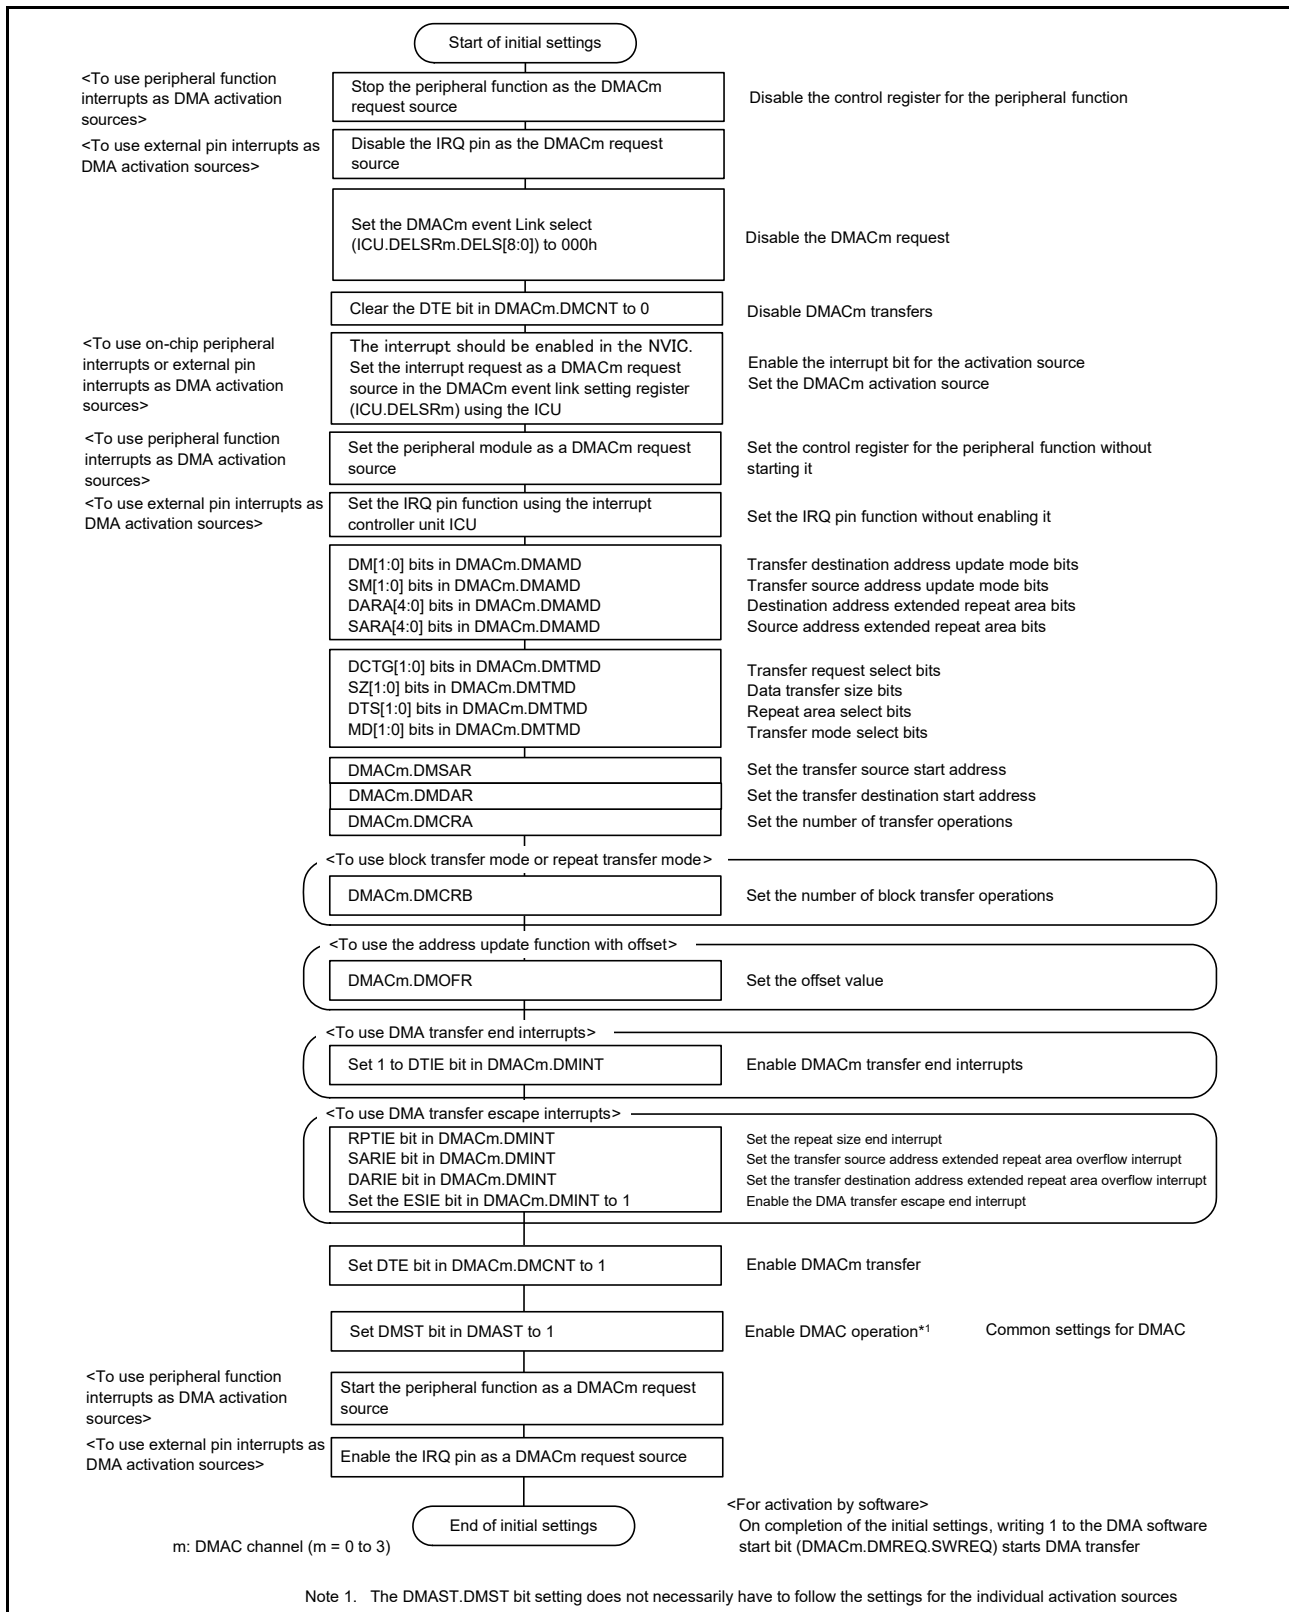 Start of initial settings
<To use peripheral function
interrupts as DMA activation
sources>
Stop the peripheral function as the DMACm
request source
Disable the control register for the peripheral function
<To use external pin interrupts as
DMA activation sources>
Disable the IRQ pin as the DMACm request
source
Set the DMACm event Link select
(ICU.DELSRm.DELS[8:0]) to 000h
Disable the DMACm request
Clear the DTE bit in DMACm.DMCNT to 0
Disable DMACm transfers
<To use on-chip peripheral
interrupts or external pin
interrupts as DMA activation
sources>
The interrupt should be enabled in the NVIC.
Set the interrupt request as a DMACm request
source in the DMACm event link setting register
(ICU.DELSRm) using the ICU
Enable the interrupt bit for the activation source
Set the DMACm activation source
<To use peripheral function
interrupts as DMA activation
sources>
Set the peripheral module as a DMACm request
source
Set the control register for the peripheral function without
starting it
<To use external pin interrupts as
DMA activation sources>
Set the IRQ pin function using the interrupt
controller unit ICU
Set the IRQ pin function without enabling it
DM[1:0] bits in DMACm.DMAMD
SM[1:0] bits in DMACm.DMAMD
DARA[4:0] bits in DMACm.DMAMD
SARA[4:0] bits in DMACm.DMAMD
Transfer destination address update mode bits
Transfer source address update mode bits
Destination address extended repeat area bits
Source address extended repeat area bits
DCTG[1:0] bits in DMACm.DMTMD
SZ[1:0] bits in DMACm.DMTMD
DTS[1:0] bits in DMACm.DMTMD
MD[1:0] bits in DMACm.DMTMD
Transfer request select bits
Data transfer size bits
Repeat area select bits
Transfer mode select bits
DMACm.DMSAR
Set the transfer source start address
DMACm.DMDAR
Set the transfer destination start address
DMACm.DMCRA
Set the number of transfer operations
<To use block transfer mode or repeat transfer mode>
DMACm.DMCRB
Set the number of block transfer operations
<To use the address update function with offset>
DMACm.DMOFR
Set the offset value
<To use DMA transfer end interrupts>
Set 1 to DTIE bit in DMACm.DMINT
Enable DMACm transfer end interrupts
<To use DMA transfer escape interrupts>
RPTIE bit in DMACm.DMINT
SARIE bit in DMACm.DMINT
DARIE bit in DMACm.DMINT
Set the ESIE bit in DMACm.DMINT to 1
Set the repeat size end interrupt
Set the transfer source address extended repeat area overflow interrupt
Set the transfer destination address extended repeat area overflow interrupt
Enable the DMA transfer escape end interrupt
Set DTE bit in DMACm.DMCNT to 1
Enable DMACm transfer
Set DMST bit in DMAST to 1
Enable DMAC operation*1
Common settings for DMAC
<To use peripheral function
interrupts as DMA activation
sources>
Start the peripheral function as a DMACm request
source
<To use external pin interrupts as
DMA activation sources>
Enable the IRQ pin as a DMACm request source
End of initial settings
<For activation by software>
On completion of the initial settings, writing 1 to the DMA software
start bit (DMACm.DMREQ.SWREQ) starts DMA transfer
m: DMAC channel (m = 0 to 3)
Note 1. The DMAST.DMST bit setting does not necessarily have to follow the settings for the individual activation sources